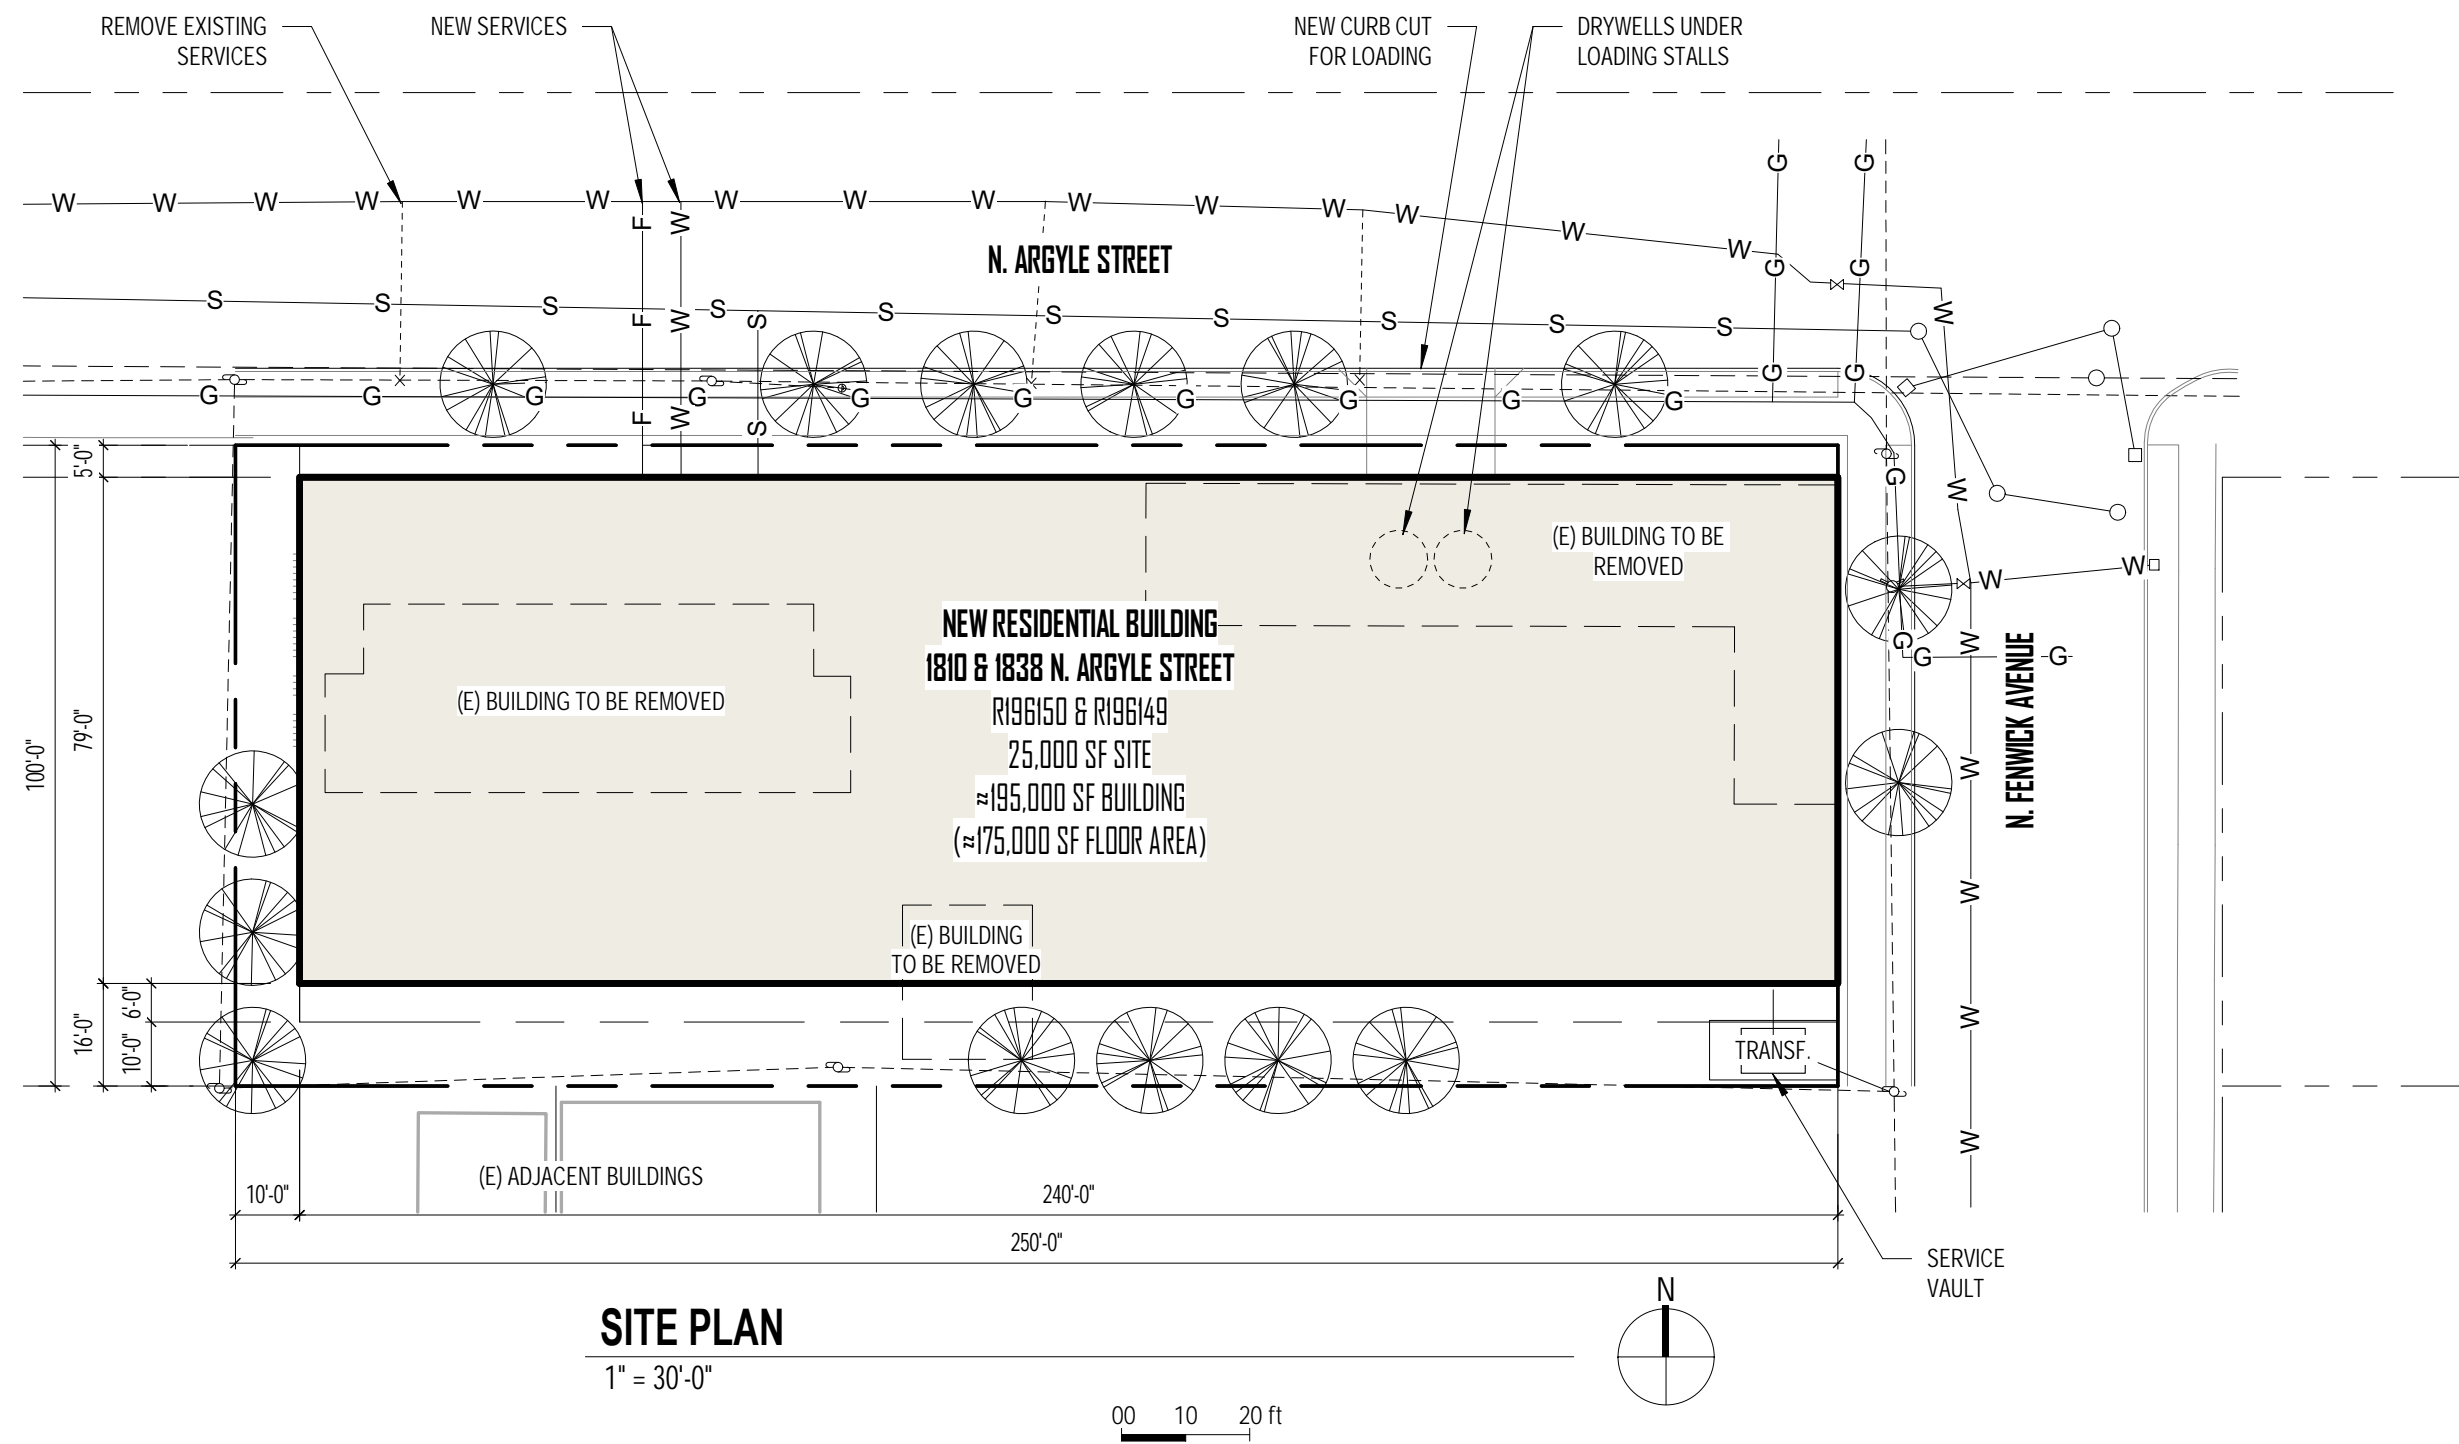 REMOVE EXISTING
SERVICES
NEW SERVICES
NEW CURB CUT
FOR LOADING
DRYWELLS UNDER
LOADING STALLS
G G
W W W W W W W W W W W W W W
F W
N. ARGYLE STREET
G G
S S S S S S S S S S
F W S
W
G G
G G G G G G G G G G
F W S
5'-0"
G
W
(E) BUILDING TO BE
REMOVED
W W
NEW RESIDENTIAL BUILDING
1810 & 1838 N. ARGYLE STREET
R196150 & R196149
25,000 SF SITE
≈195,000 SF BUILDING
(≈175,000 SF FLOOR AREA)
(E) BUILDING TO BE REMOVED
G
G
G
W
N. FENWICK AVENUE
W
79'-0"
100'-0"
W
(E) BUILDING
TO BE REMOVED
6'-0"
16'-0"
10'-0"
W
TRANSF.
W
(E) ADJACENT BUILDINGS
10'-0"
240'-0"
250'-0"
SERVICE
VAULT
N
SITE PLAN
1" = 30'-0"
00 10 20 ft